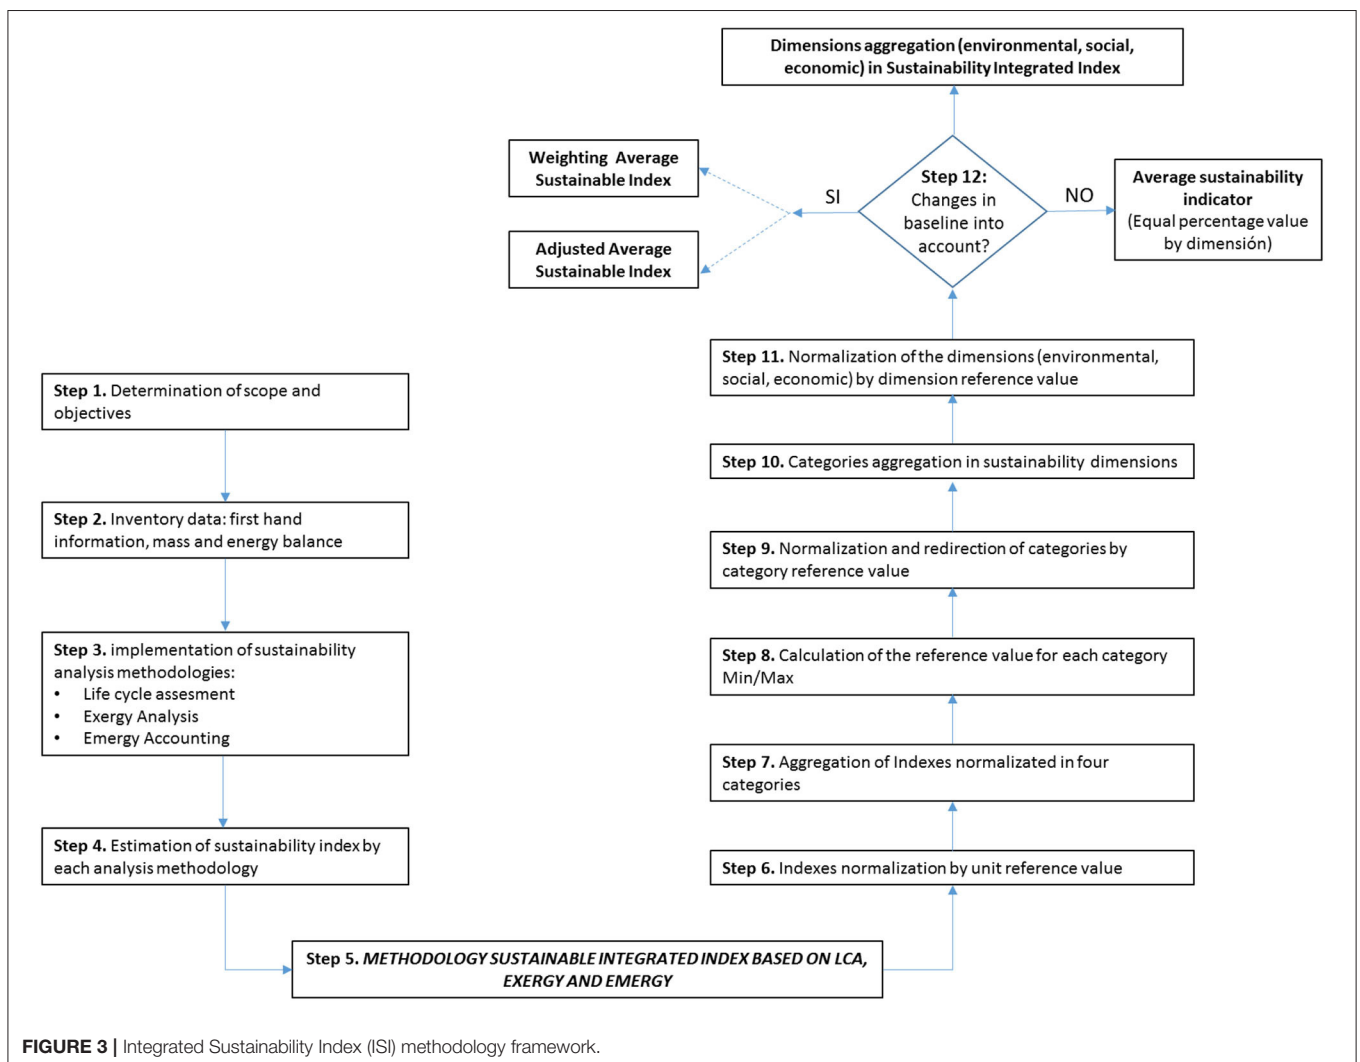 Dimensions aggregation (environmental, social,
economic) in Sustainability Integrated Index
Weighting Average
Sustainable Index
Adjusted Average
Sustainable Index
SI
Step 12:
Changes in
baseline into
account?
NO
Average sustainability
indicator
(Equal percentage value
by dimensión)
Step 1. Determination of scope and
objectives
Step 2. Inventory data: first hand
information, mass and energy balance
Step 3. implementation of sustainability
analysis methodologies:
• Life cycle assesment
• Exergy Analysis
• Emergy Accounting
Step 4. Estimation of sustainability index by
each analysis methodology
Step 5. METHODOLOGY SUSTAINABLE INTEGRATED INDEX BASED ON LCA,
EXERGY AND EMERGY
Step 6. Indexes normalization by unit reference value
Step 7. Aggregation of Indexes normalizated in four
categories
Step 8. Calculation of the reference value for each category
Min/Max
Step 9. Normalization and redirection of categories by
category reference value
Step 10. Categories aggregation in sustainability dimensions
Step 11. Normalization of the dimensions (environmental,
social, economic) by dimension reference value
FIGURE 3 | Integrated Sustainability Index (ISI) methodology framework.